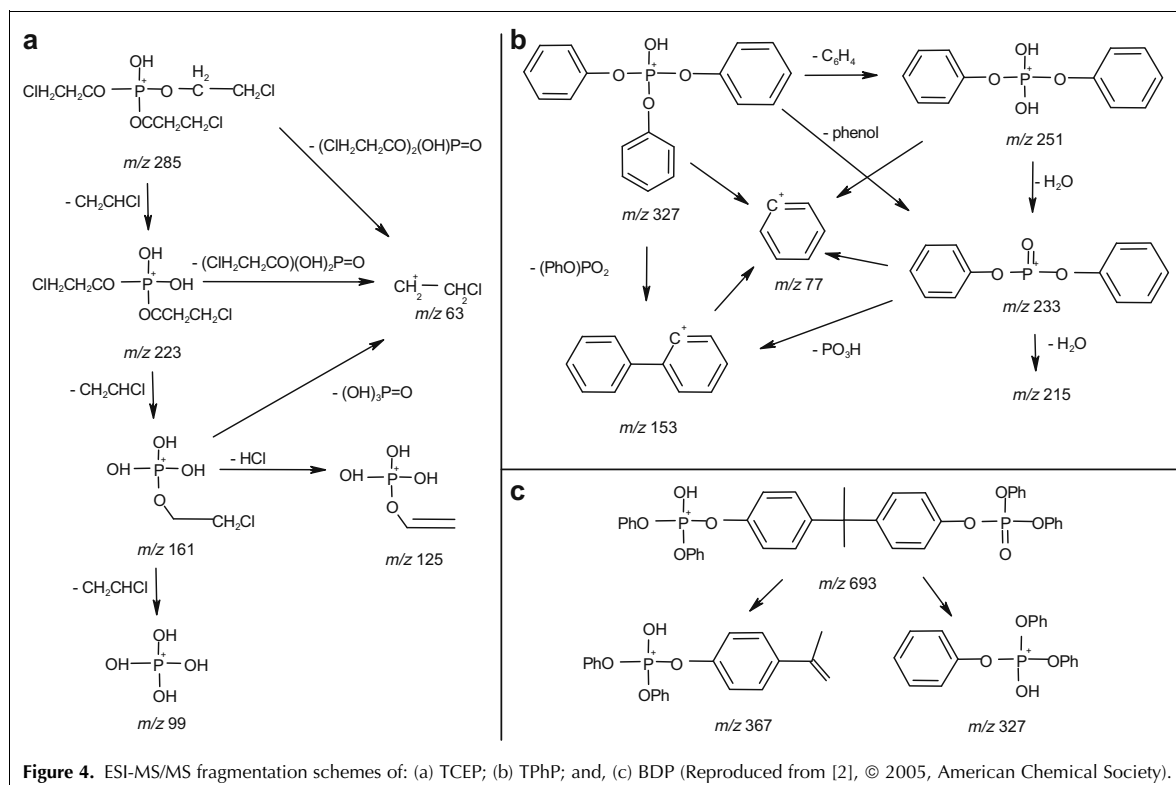 a
OH
H₂
ClH₂CH₂CO P⁺ O C CH₂Cl
OCCH₂CH₂Cl
m/z 285
- (ClH₂CH₂CO)₂(OH)P=O
- CH₂CHCl
OH
- (ClH₂CH₂CO)(OH)₂P=O
ClH₂CH₂CO P⁺ OH
OCCH₂CH₂Cl
m/z 223
CH₂⁺ CH₂Cl
m/z 63
- CH₂CHCl
- (OH)₃P=O
OH
OH P⁺ OH
O
CH₂Cl
m/z 161
- HCl
OH
OH P⁺ OH
O
m/z 125
- CH₂CHCl
OH
OH P⁺ OH
OH
m/z 99
b
OH
O P⁺ O
O
m/z 327
- C₆H₄
OH
O P⁺ O
OH
m/z 251
- phenol
- H₂O
C⁺
m/z 77
O
O P⁺ O
m/z 233
- (PhO)PO₂
C⁺
m/z 153
- PO₃H
- H₂O
m/z 215
c
OH
PhO P⁺ O
OPh
OPh
O P OPh
O
m/z 693
OH
PhO P⁺ O
OPh
m/z 367
OPh
O P⁺ OPh
OH
m/z 327
Figure 4. ESI-MS/MS fragmentation schemes of: (a) TCEP; (b) TPhP; and, (c) BDP (Reproduced from [2], © 2005, American Chemical Society).